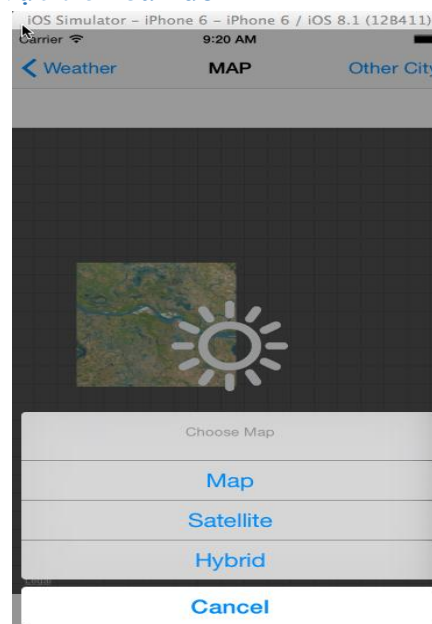 iOS Simulator - iPhone 6 - iPhone 6 / iOS 8.1 (12B411)
Carrier 9:20 AM
Weather MAP Other City
Choose Map
Map
Satellite
Hybrid
Legal
Cancel